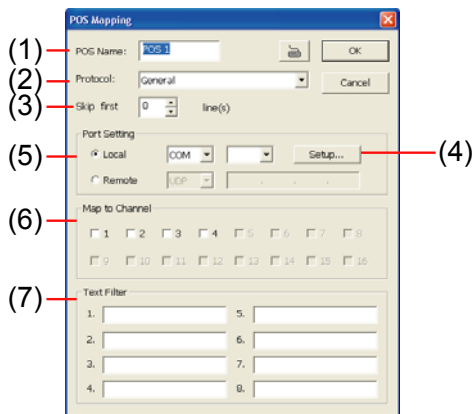 POS Mapping
(1) POS Name: POS 1 OK
(2) Protocol: General Cancel
(3) Skip first 0 line(s)
Port Setting
(5) Local COM Setup... (4)
Remote UDP . . .
(6) Map to Channel
1 2 3 4 5 6 7 8
9 10 11 12 13 14 15 16
(7) Text Filter
1. 5.
2. 6.
3. 7.
4. 8.